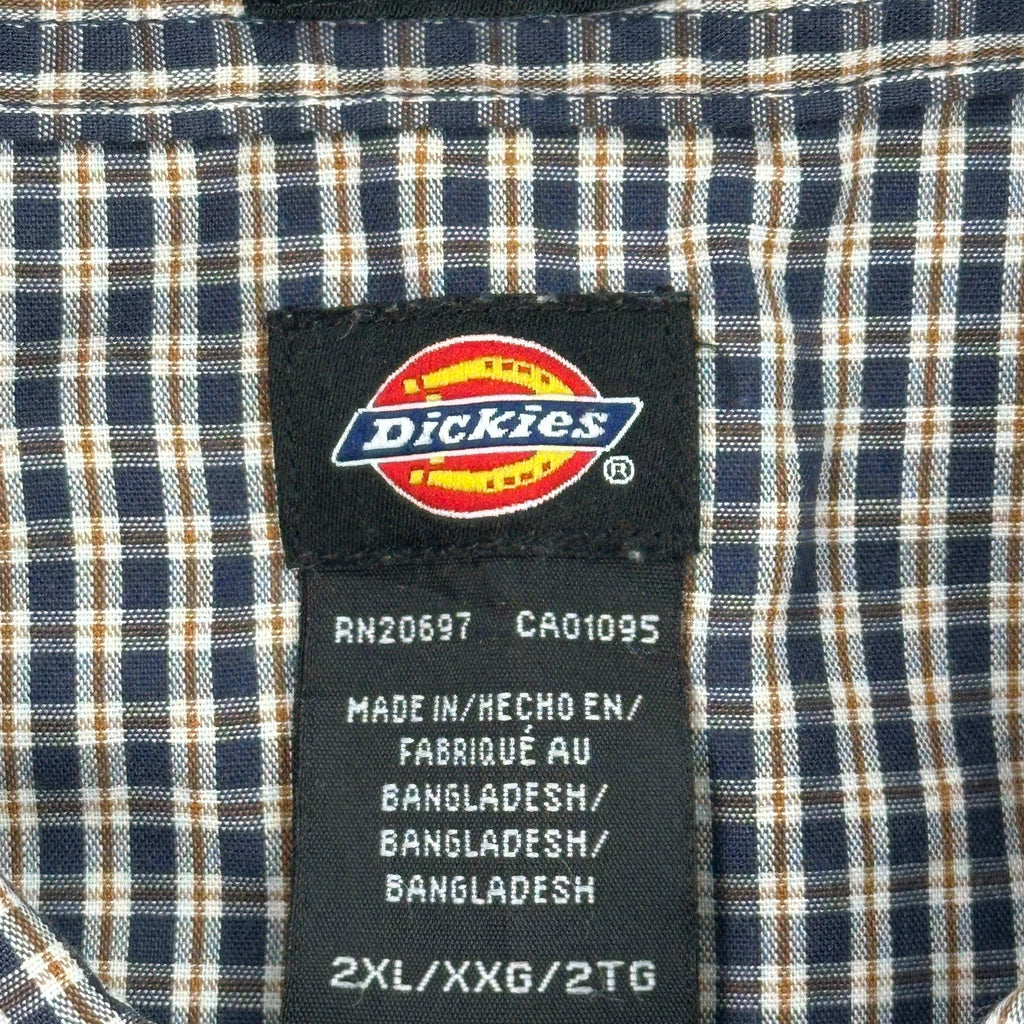 Dickies
®
RN20697 CA01095
MADE IN/HECHO EN/
FABRIQUÉ AU
BANGLADESH/
BANGLADESH/
BANGLADESH
2XL/XXG/2TG